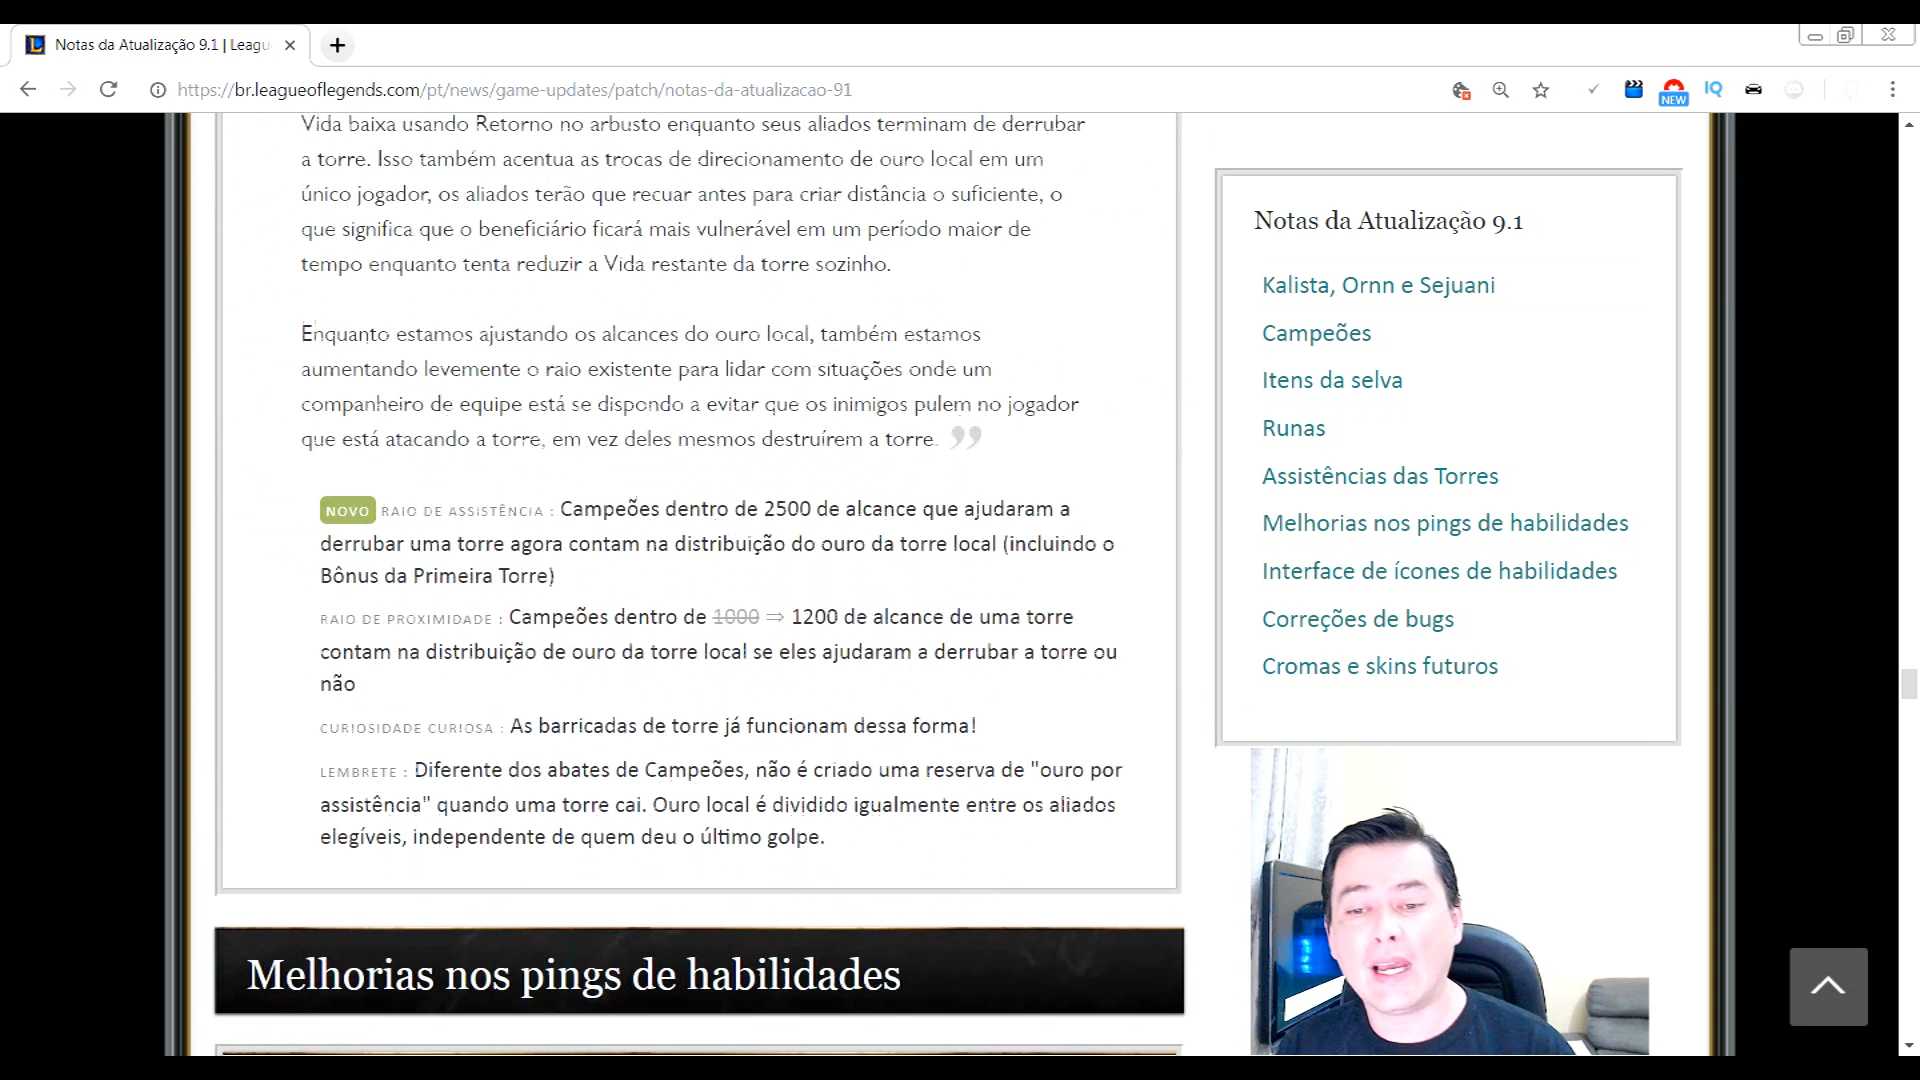 Notas da Atualização 9.1 | Leagu
https://br.leagueoflegends.com/pt/news/game-updates/patch/notas-da-atualizacao-91
NEW
IQ
Vida baixa usando Retorno no arbusto enquanto seus aliados terminam de derrubar
a torre. Isso também acentua as trocas de direcionamento de ouro local em um
único jogador, os aliados terão que recuar antes para criar distância o suficiente, o
que significa que o beneficiário ficará mais vulnerável em um período maior de
tempo enquanto tenta reduzir a Vida restante da torre sozinho.
Enquanto estamos ajustando os alcances do ouro local, também estamos
aumentando levemente o raio existente para lidar com situações onde um
companheiro de equipe está se dispondo a evitar que os inimigos pulem no jogador
que está atacando a torre, em vez deles mesmos destruírem a torre. ”
NOVO RAIO DE ASSISTÊNCIA : Campeões dentro de 2500 de alcance que ajudaram a
derrubar uma torre agora contam na distribuição do ouro da torre local (incluindo o
Bônus da Primeira Torre)
RAIO DE PROXIMIDADE : Campeões dentro de 1000 ⇒ 1200 de alcance de uma torre
contam na distribuição de ouro da torre local se eles ajudaram a derrubar a torre ou
não
CURIOSIDADE CURIOSA : As barricadas de torre já funcionam dessa forma!
LEMBRETE : Diferente dos abates de Campeões, não é criado uma reserva de "ouro por
assistência" quando uma torre cai. Ouro local é dividido igualmente entre os aliados
elegíveis, independente de quem deu o último golpe.
Melhorias nos pings de habilidades
Notas da Atualização 9.1
Kalista, Ornn e Sejuani
Campeões
Itens da selva
Runas
Assistências das Torres
Melhorias nos pings de habilidades
Interface de ícones de habilidades
Correções de bugs
Cromas e skins futuros